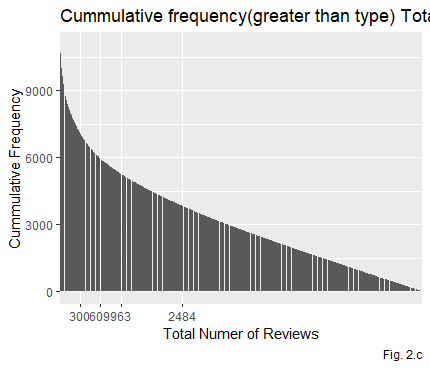 Cummulative frequency(greater than type) Tota
9000
6000
3000
0
Cummulative Frequency
300609963 2484
Total Numer of Reviews
Fig. 2.c